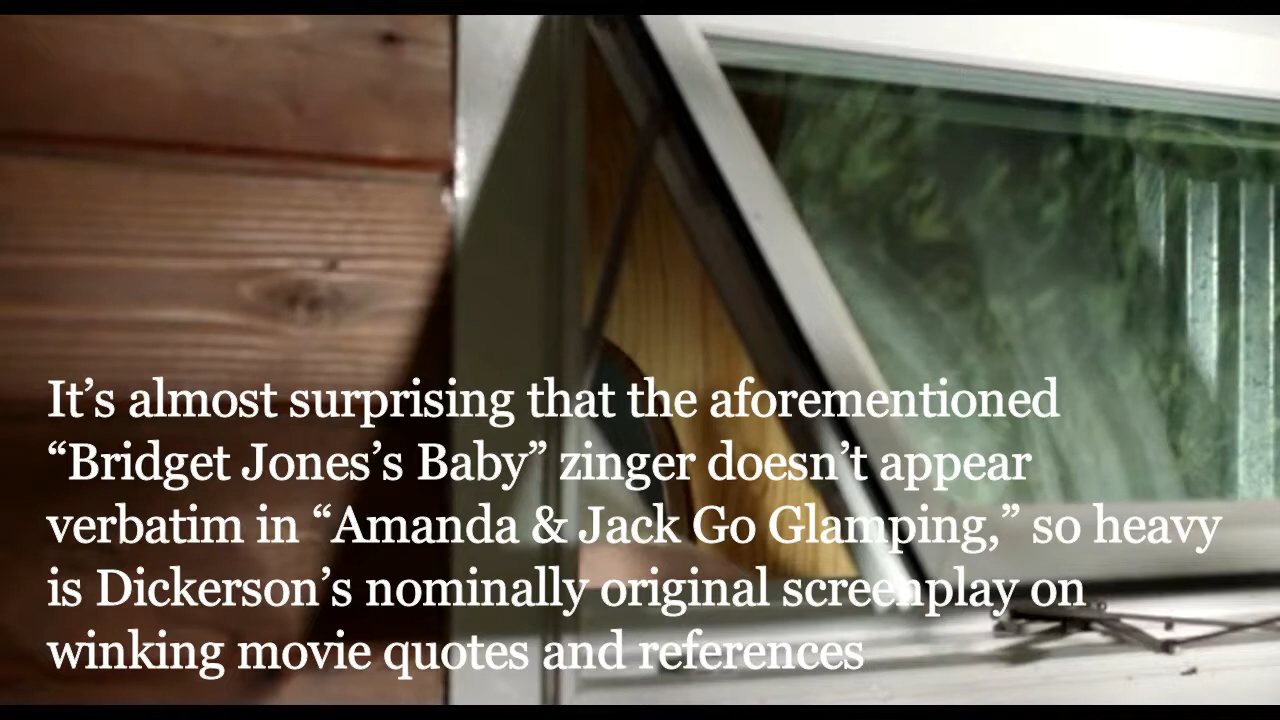 It’s almost surprising that the aforementioned
“Bridget Jones’s Baby” zinger doesn’t appear
verbatim in “Amanda & Jack Go Glamping,” so heavy
is Dickerson’s nominally original screenplay on
winking movie quotes and references